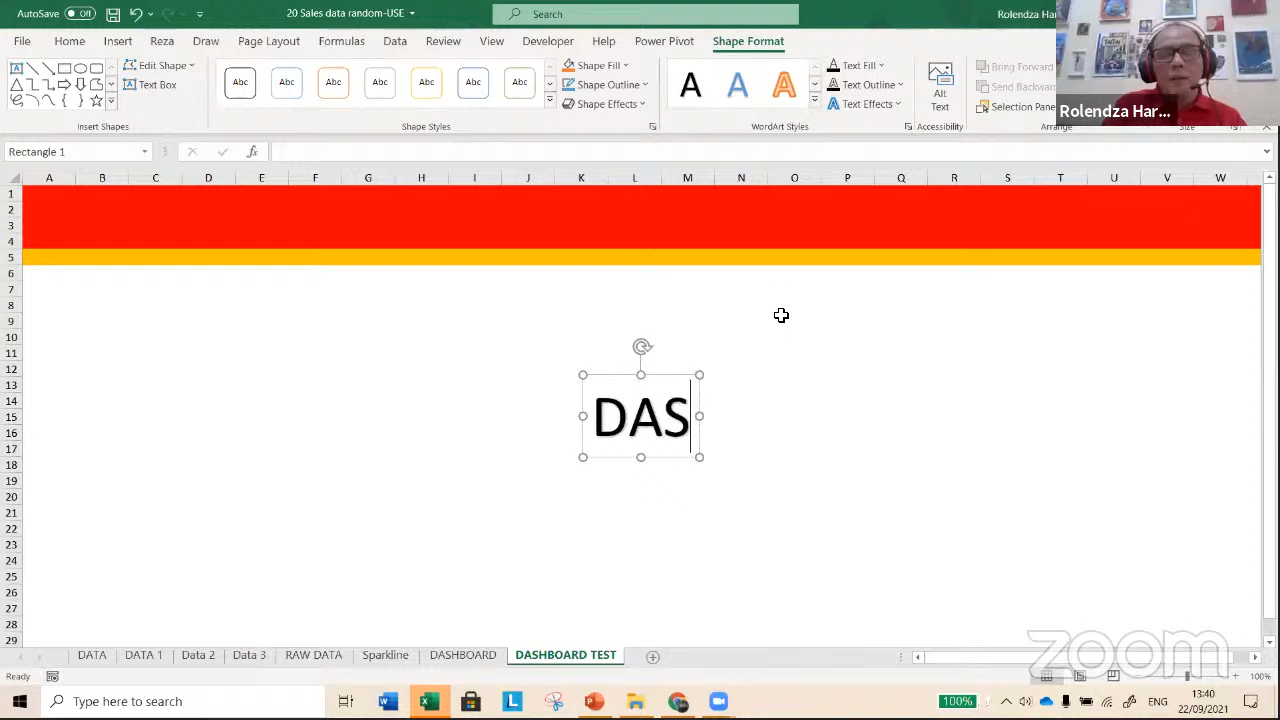 AutoSave Off 20 Sales data random-USE Search Rolendza Har
File Home Insert Reza Draw Page Layout Formulas Data Review View Developer Help Power Pivot Shape Format
Edit Shape
Text Box
Insert Shapes
Abc Abc Abc Abc Abc Abc Abc
Shape Fill
Shape Outline
Shape Effects
Shape Styles
A A A
Text Fill
Text Outline
Text Effects
WordArt Styles
Alt
Text
Accessibility
Bring Forward
Send Backward
Selection Pane
Arrange
Size
Rolendza Har...
Rectangle 1 fx
A B C D E F G H I J K L M N O P Q R S T U V W
1
2
3
4
5
6
7
8
9
10
11
12
13
14
15
16
17
18
19
20
21
22
23
24
25
26
27
28
29
DAS
DATA DATA 1 Data 2 Data 3 RAW DATA Sparkline DASHBOARD DASHBOARD TEST
zoom
Ready 100%
Type here to search
100% ENG 13:40
22/09/2021